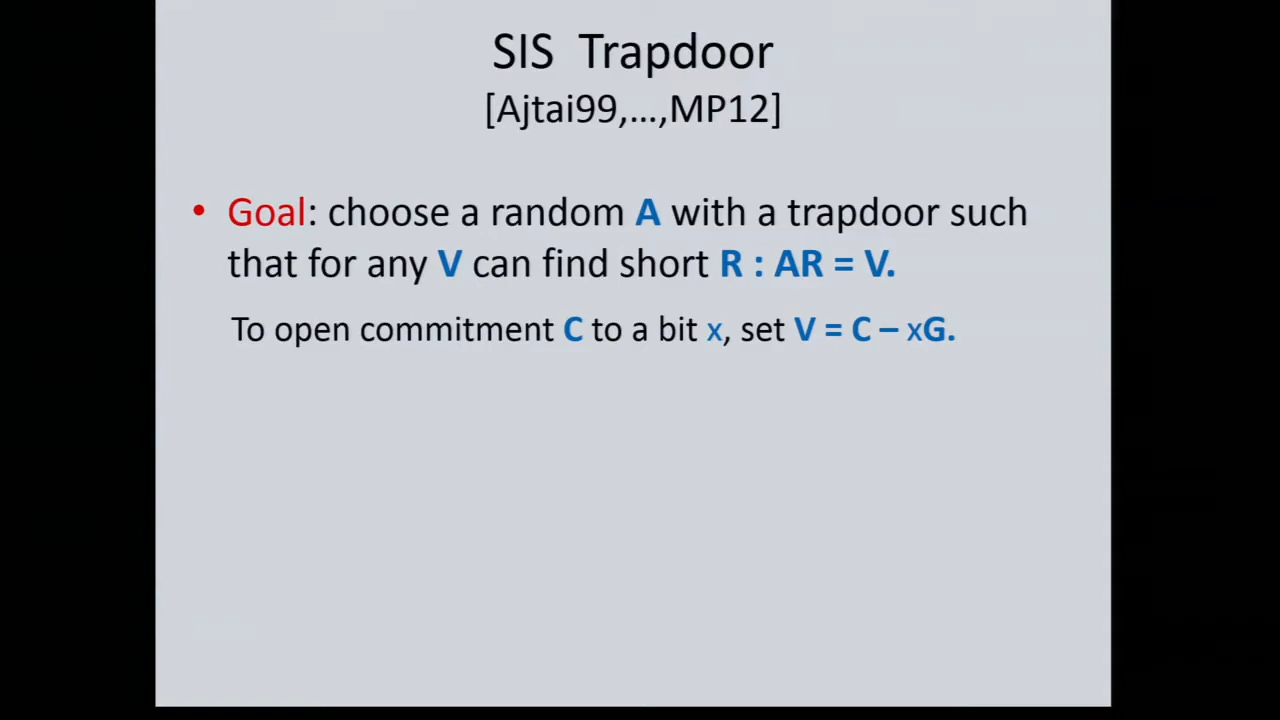 SIS Trapdoor
[Ajtai99,...,MP12]
• Goal: choose a random A with a trapdoor such
that for any V can find short R : AR = V.
To open commitment C to a bit x, set V = C – xG.